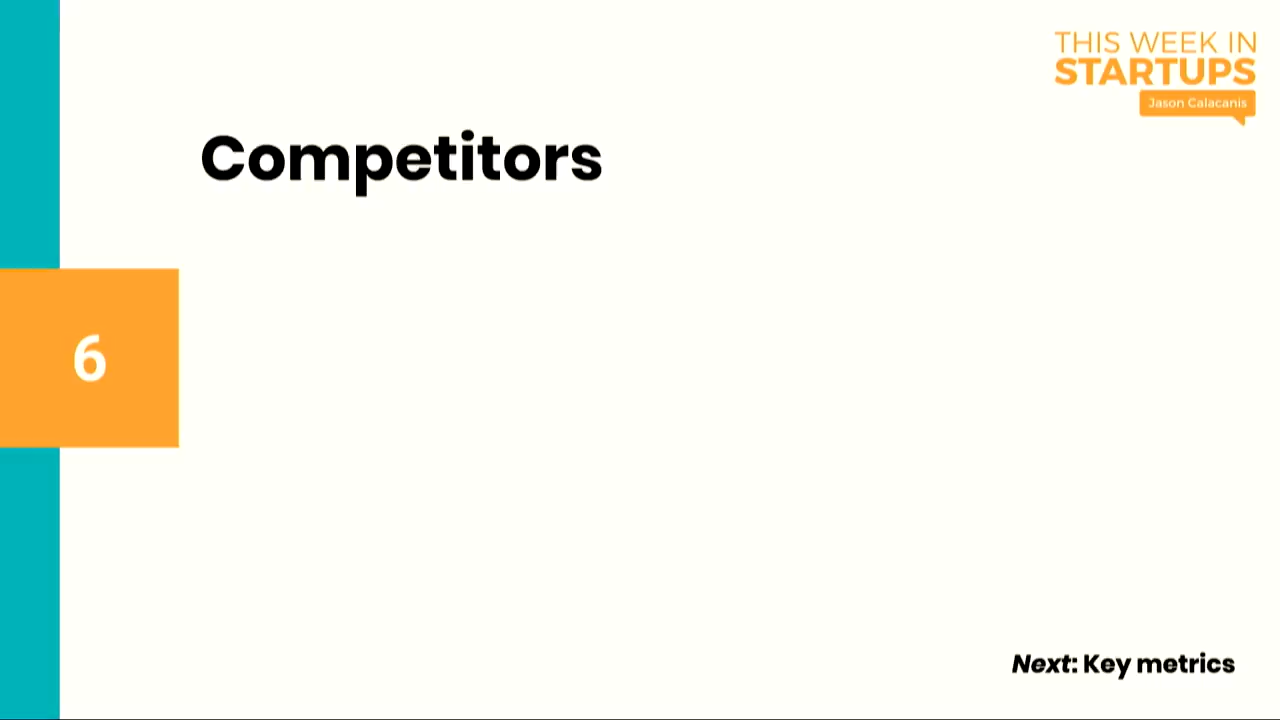 THIS WEEK IN
STARTUPS
Jason Calacanis
Competitors
6
Next: Key metrics